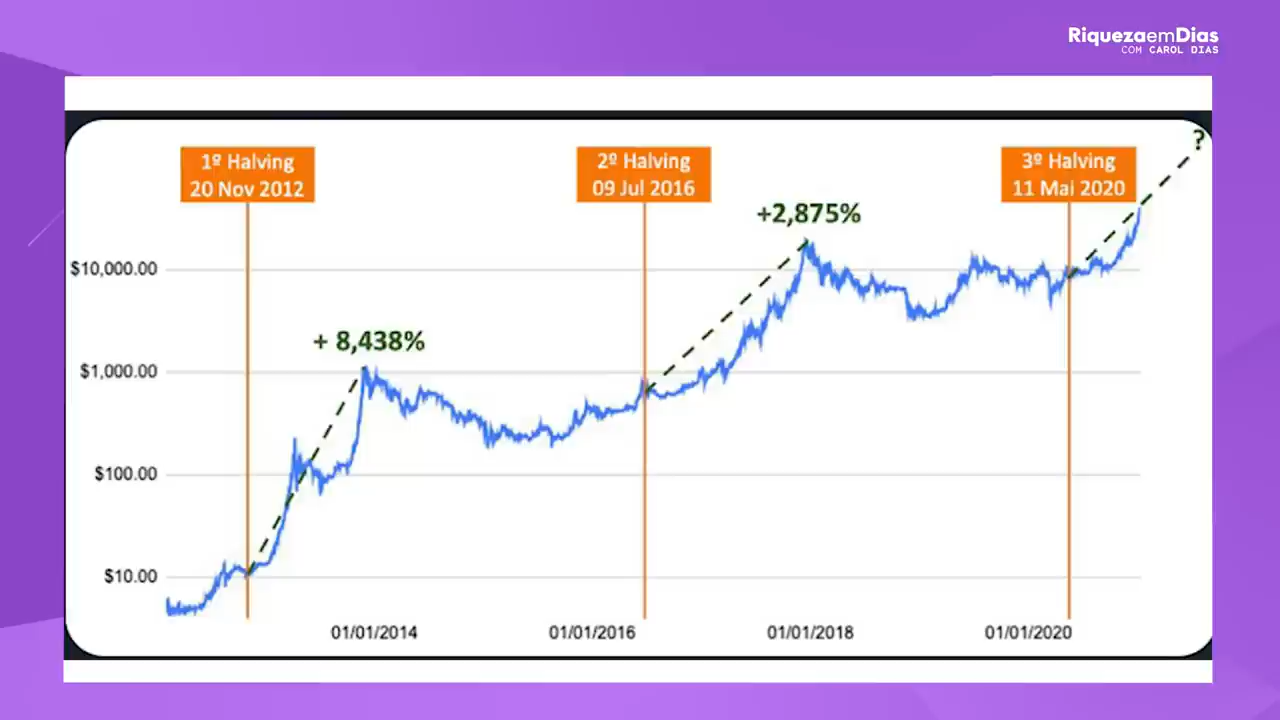 RiquezaemDias
COM CAROL DIAS
1º Halving
20 Nov 2012
2º Halving
09 Jul 2016
3º Halving
11 Mai 2020
?
+2,875%
+ 8,438%
$10,000.00
$1,000.00
$100.00
$10.00
01/01/2014
01/01/2016
01/01/2018
01/01/2020